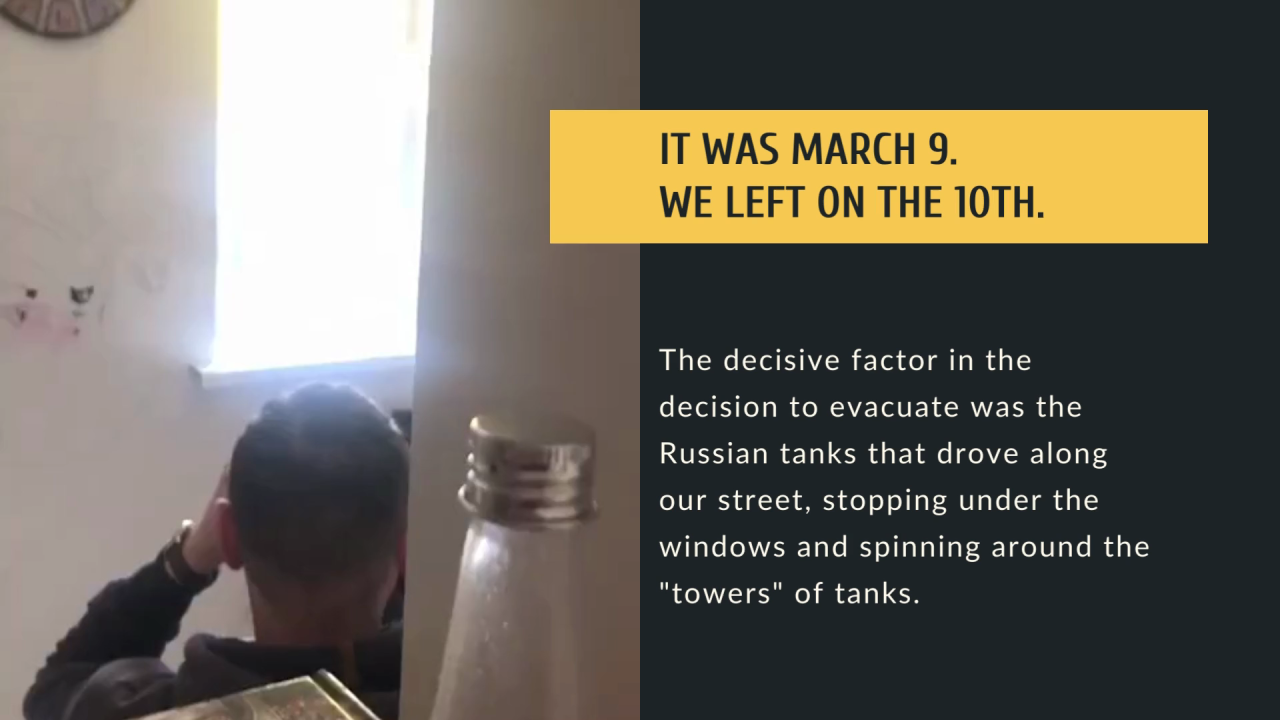 IT WAS MARCH 9.
WE LEFT ON THE 10TH.
The decisive factor in the
decision to evacuate was the
Russian tanks that drove along
our street, stopping under the
windows and spinning around the
"towers" of tanks.